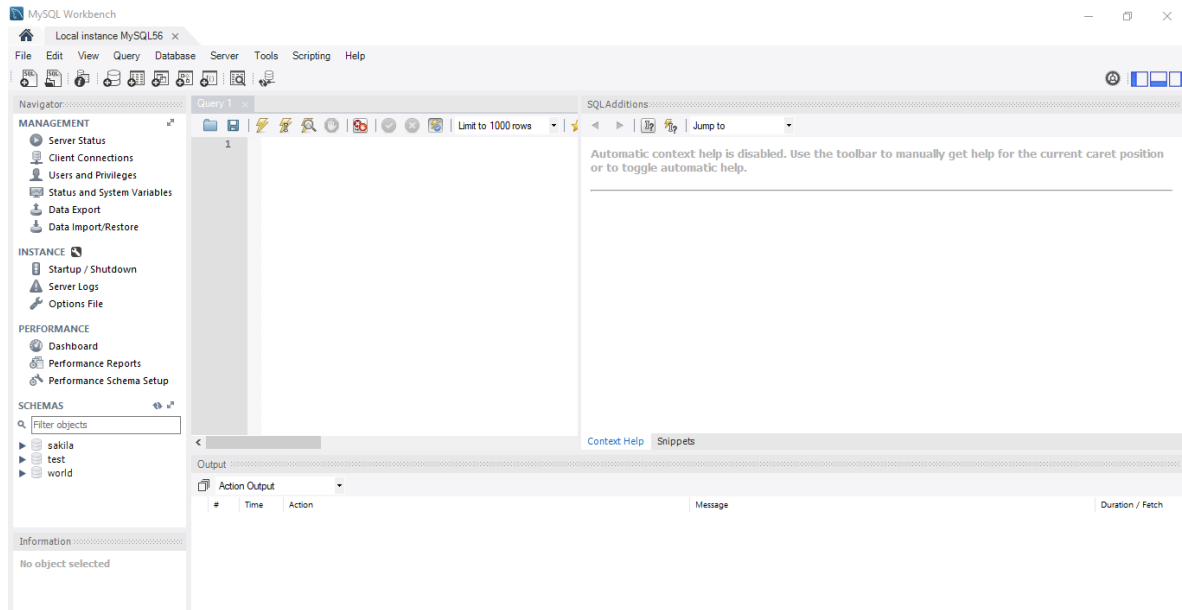 MySQL Workbench
Local instance MySQL56
File Edit View Query Database Server Tools Scripting Help
Navigator
MANAGEMENT
Server Status
Client Connections
Users and Privileges
Status and System Variables
Data Export
Data Import/Restore
INSTANCE
Startup / Shutdown
Server Logs
Options File
PERFORMANCE
Dashboard
Performance Reports
Performance Schema Setup
SCHEMAS
Filter objects
sakila
test
world
Information
No object selected
Query 1
Limit to 1000 rows
1
SQLAdditions
Jump to
Automatic context help is disabled. Use the toolbar to manually get help for the current caret position
or to toggle automatic help.
Context Help Snippets
Output
Action Output
# Time Action Message Duration / Fetch